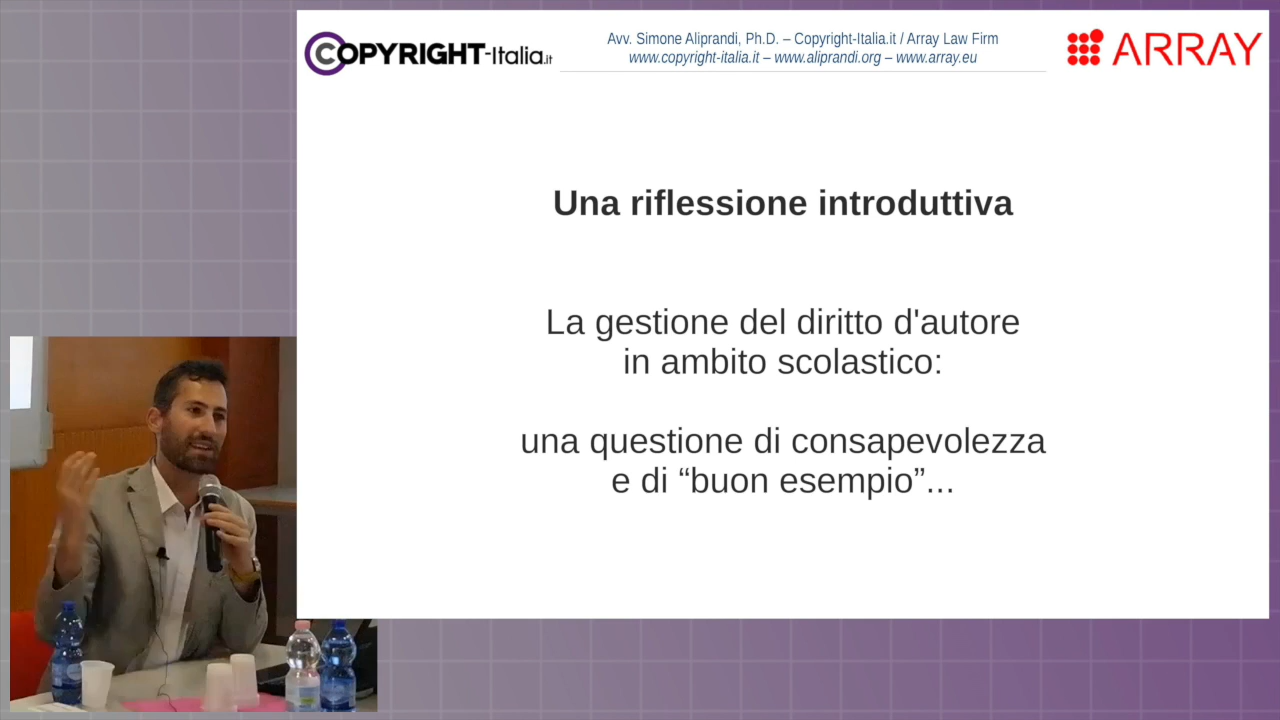 COPYRIGHT-Italia.it
Avv. Simone Aliprandi, Ph.D. – Copyright-Italia.it / Array Law Firm
www.copyright-italia.it – www.aliprandi.org – www.array.eu
ARRAY
Una riflessione introduttiva
La gestione del diritto d'autore
in ambito scolastico:
una questione di consapevolezza
e di “buon esempio”...